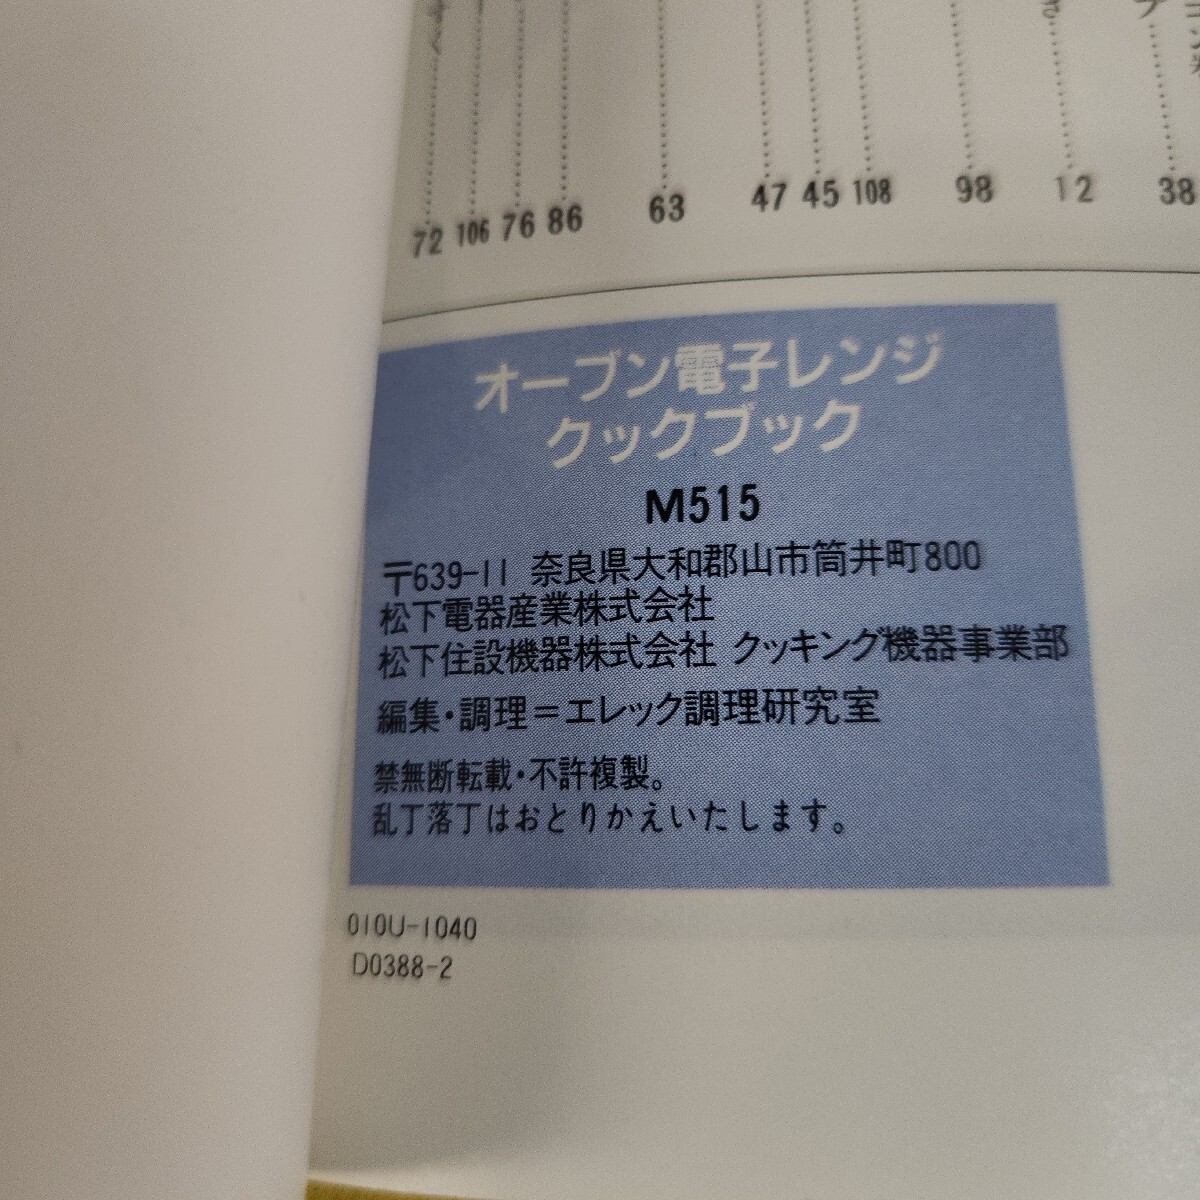 72 106 76 86 63 47 45 108 98 12 38
オーブン電子レンジ
クックブック
M515
〒639-11 奈良県大和郡山市筒井町800
松下電器産業株式会社
松下住設機器株式会社 クッキング機器事業部
編集・調理＝エレック調理研究室
禁無断転載・不許複製。
乱丁落丁はおとりかえいたします。
010U-1040
D0388-2